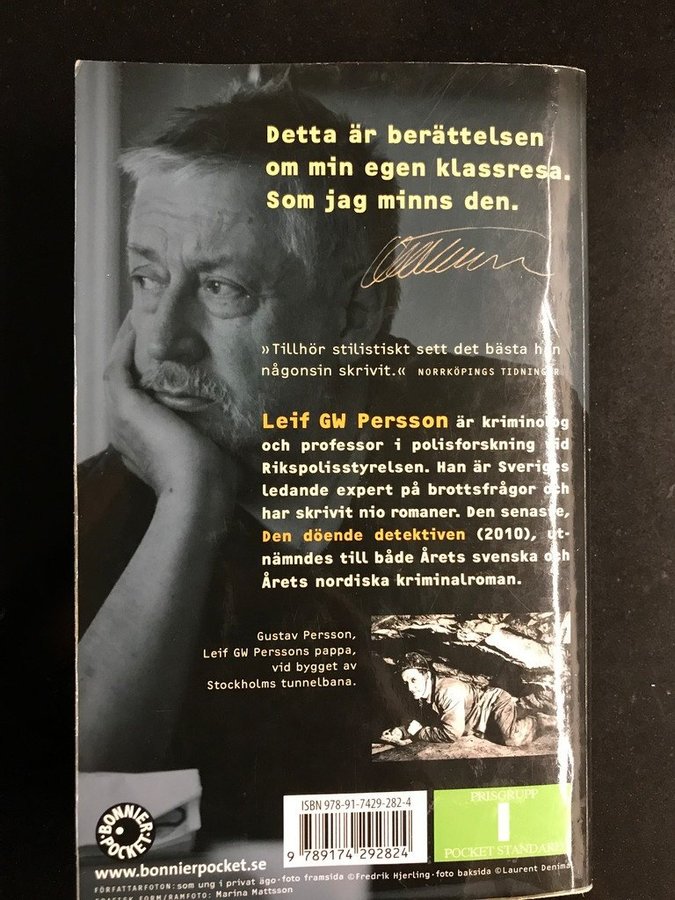 Detta är berättelsen
om min egen klassresa.
Som jag minns den.
»Tillhör stilistiskt sett det bästa han
någonsin skrivit.« NORRKÖPINGS TIDNINGAR
Leif GW Persson är kriminolog
och professor i polisforskning vid
Rikspolisstyrelsen. Han är Sveriges
ledande expert på brottsfrågor och
har skrivit nio romaner. Den senaste,
Den döende detektiven (2010), ut-
nämndes till både Årets svenska och
Årets nordiska kriminalroman.
Gustav Persson,
Leif GW Perssons pappa,
vid bygget av
Stockholms tunnelbana.
ISBN 978-91-7429-282-4
9 789174 292824
PRISGRUPP
I
POCKET STANDARD
BONNIER
POCKET
www.bonnierpocket.se
FÖRFATTARFOTON: som ung i privat ägo · foto framsida ©Fredrik Hjerling · foto baksida ©Laurent Denimal
GRAFISK FORM/RAMFOTO: Marina Mattsson